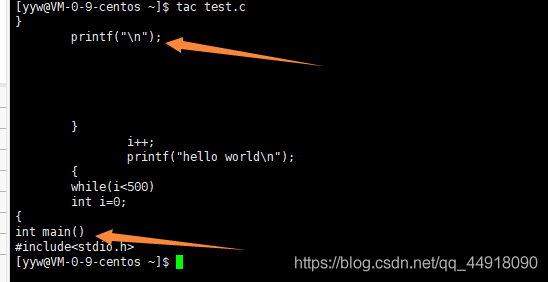 [yyw@VM-0-9-centos ~]$ tac test.c
}
printf("\n");
}
i++;
printf("hello world\n");
{
while(i<500)
int i=0;
{
int main()
#include<stdio.h>
[yyw@VM-0-9-centos ~]$
https://blog.csdn.net/qq_44918090